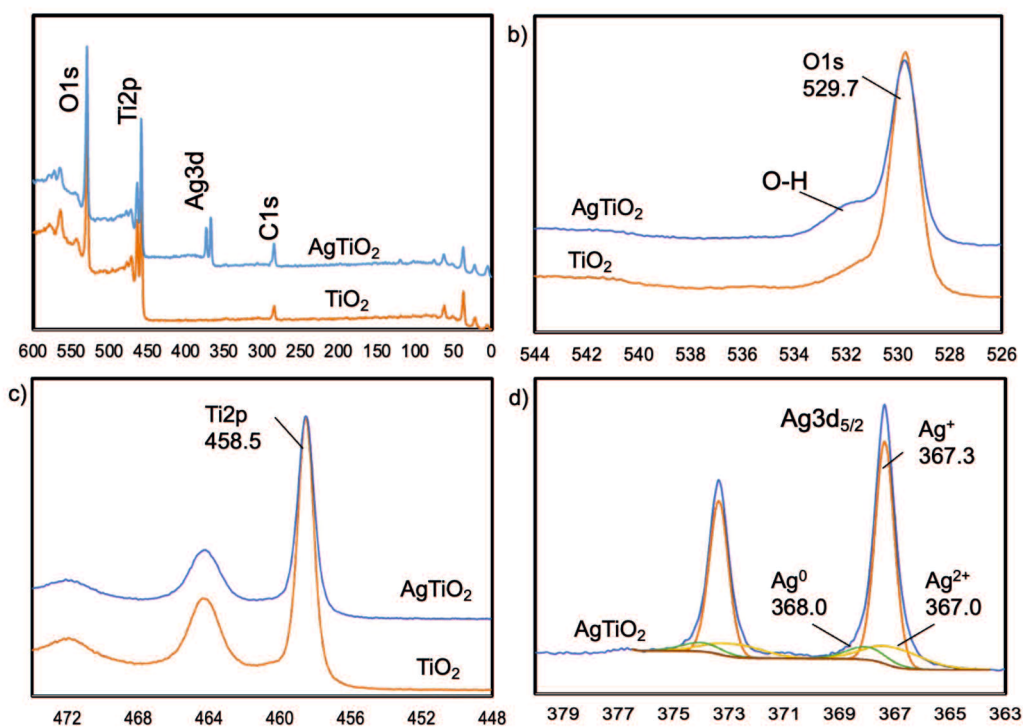 O1s
Ti2p
Ag3d
C1s
AgTiO2
TiO2
600 550 500 450 400 350 300 250 200 150 100 50 0
b)
O1s
529.7
O-H
AgTiO2
TiO2
544 542 540 538 536 534 532 530 528 526
c)
Ti2p
458.5
AgTiO2
TiO2
472 468 464 460 456 452 448
d)
Ag3d5/2
Ag+
367.3
Ag0
368.0
Ag2+
367.0
AgTiO2
379 377 375 373 371 369 367 365 363